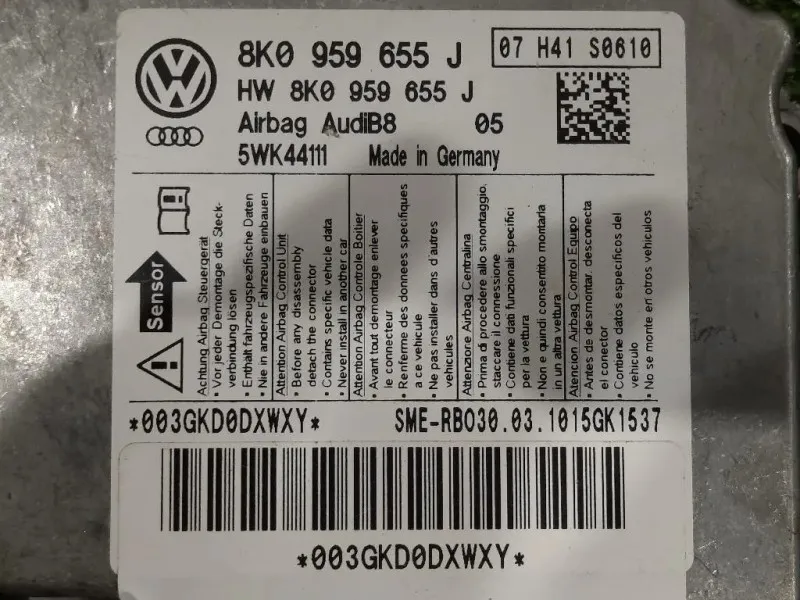 8K0 959 655 J
07 H41 S0610
HW 8K0 959 655 J
Airbag AudiB8 05
5WK44111 Made in Germany
Sensor
Achtung Airbag Steuergerät
• Vor jeder Demontage die Steck-
verbindung lösen
• Enthält fahrzeugspezifische Daten
• Nie in andere Fahrzeuge einbauen
Attention Airbag Control Unit
• Before any disassembly
detach the connector
• Contains specific vehicle data
• Never install in another car
Attention Airbag Controle Boitier
• Avant tout demontage enlever
le connecteur
• Renferme des donnees specifiques
a ce vehicule
• Ne pas installer dans d'autres
vehicules
Attenzione Airbag Centralina
• Prima di procedere allo smontaggio,
staccare il connessione
• Contiene dati funzionali specifici
per la vettura
• Non e quindi consentito montaria
in un altra vettura
Atencion Airbag Control Equipo
• Antes de desmontar, desconecta
el conector
• Contiene datos especificos del
vehiculo
• No se monte en otros vehiculos
*003GKD0DXWXY*
SME-RBO30.03.1015GK1537
*003GKD0DXWXY*